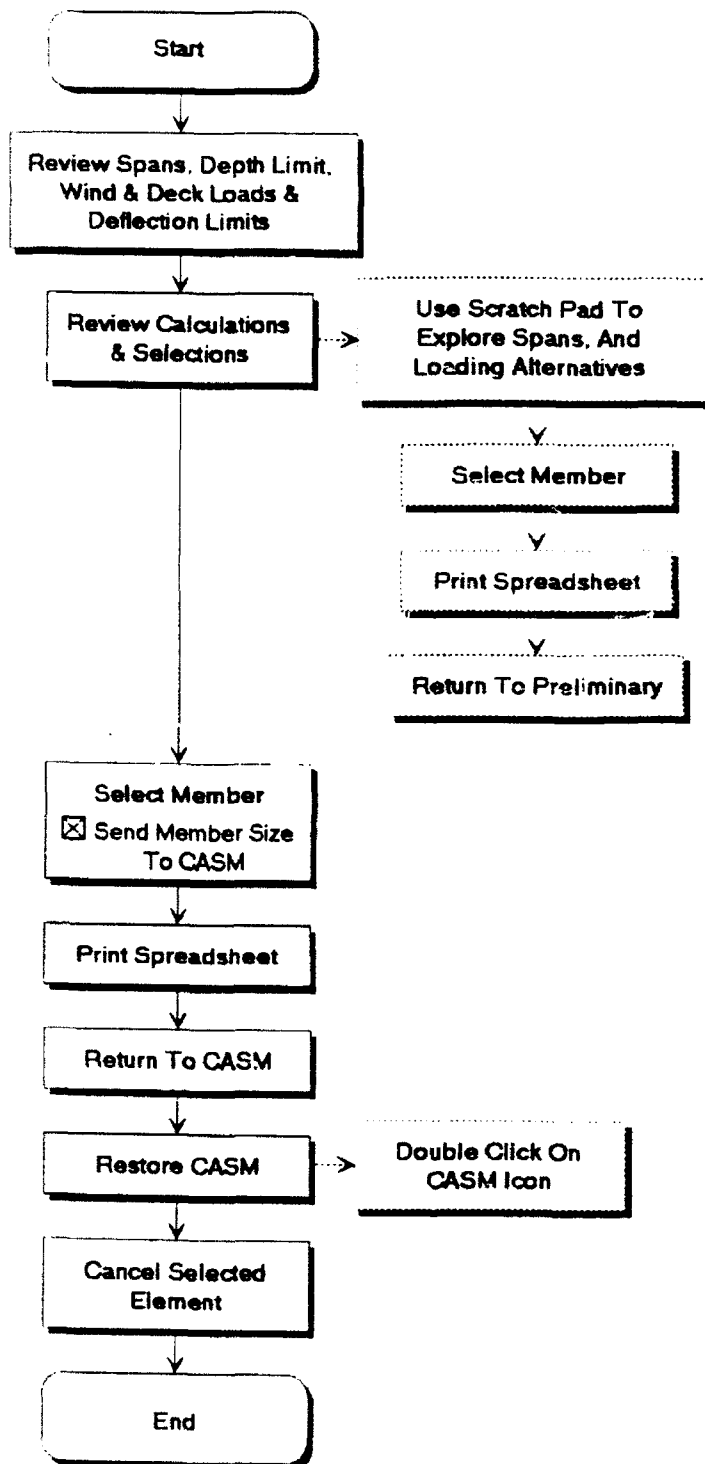 Start
Review Spans, Depth Limit,
Wind & Deck Loads &
Deflection Limits
Review Calculations
& Selections
Use Scratch Pad To
Explore Spans, And
Loading Alternatives
Select Member
Print Spreadsheet
Return To Preliminary
Select Member
Send Member Size
To CASM
Print Spreadsheet
Return To CASM
Restore CASM
Double Click On
CASM Icon
Cancel Selected
Element
End